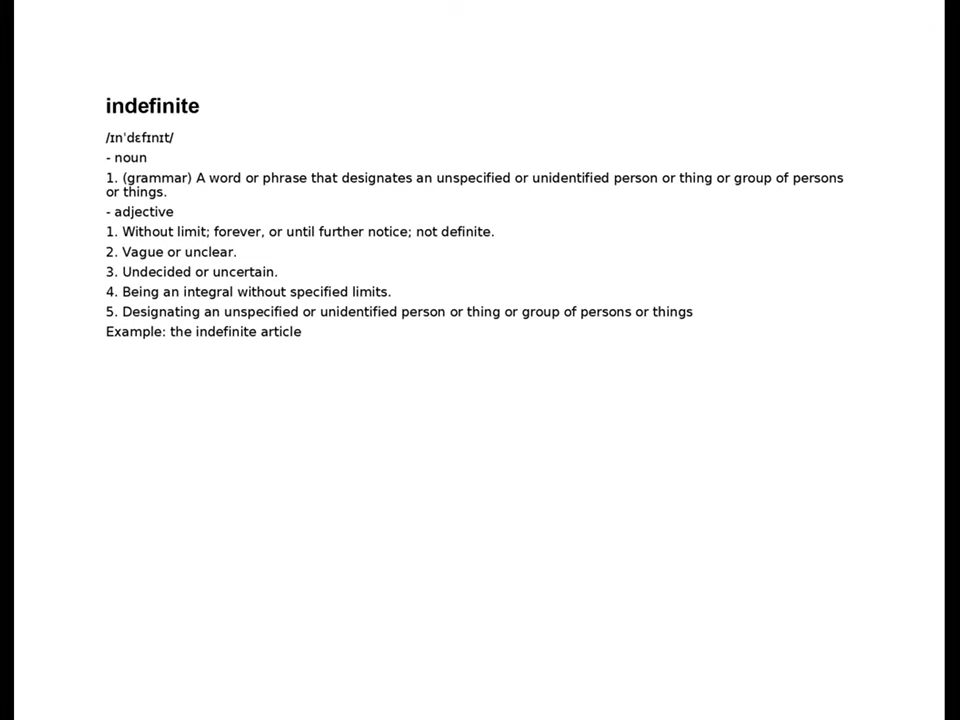 indefinite
/ɪnˈdɛfɪnɪt/
- noun
1. (grammar) A word or phrase that designates an unspecified or unidentified person or thing or group of persons
or things.
- adjective
1. Without limit; forever, or until further notice; not definite.
2. Vague or unclear.
3. Undecided or uncertain.
4. Being an integral without specified limits.
5. Designating an unspecified or unidentified person or thing or group of persons or things
Example: the indefinite article